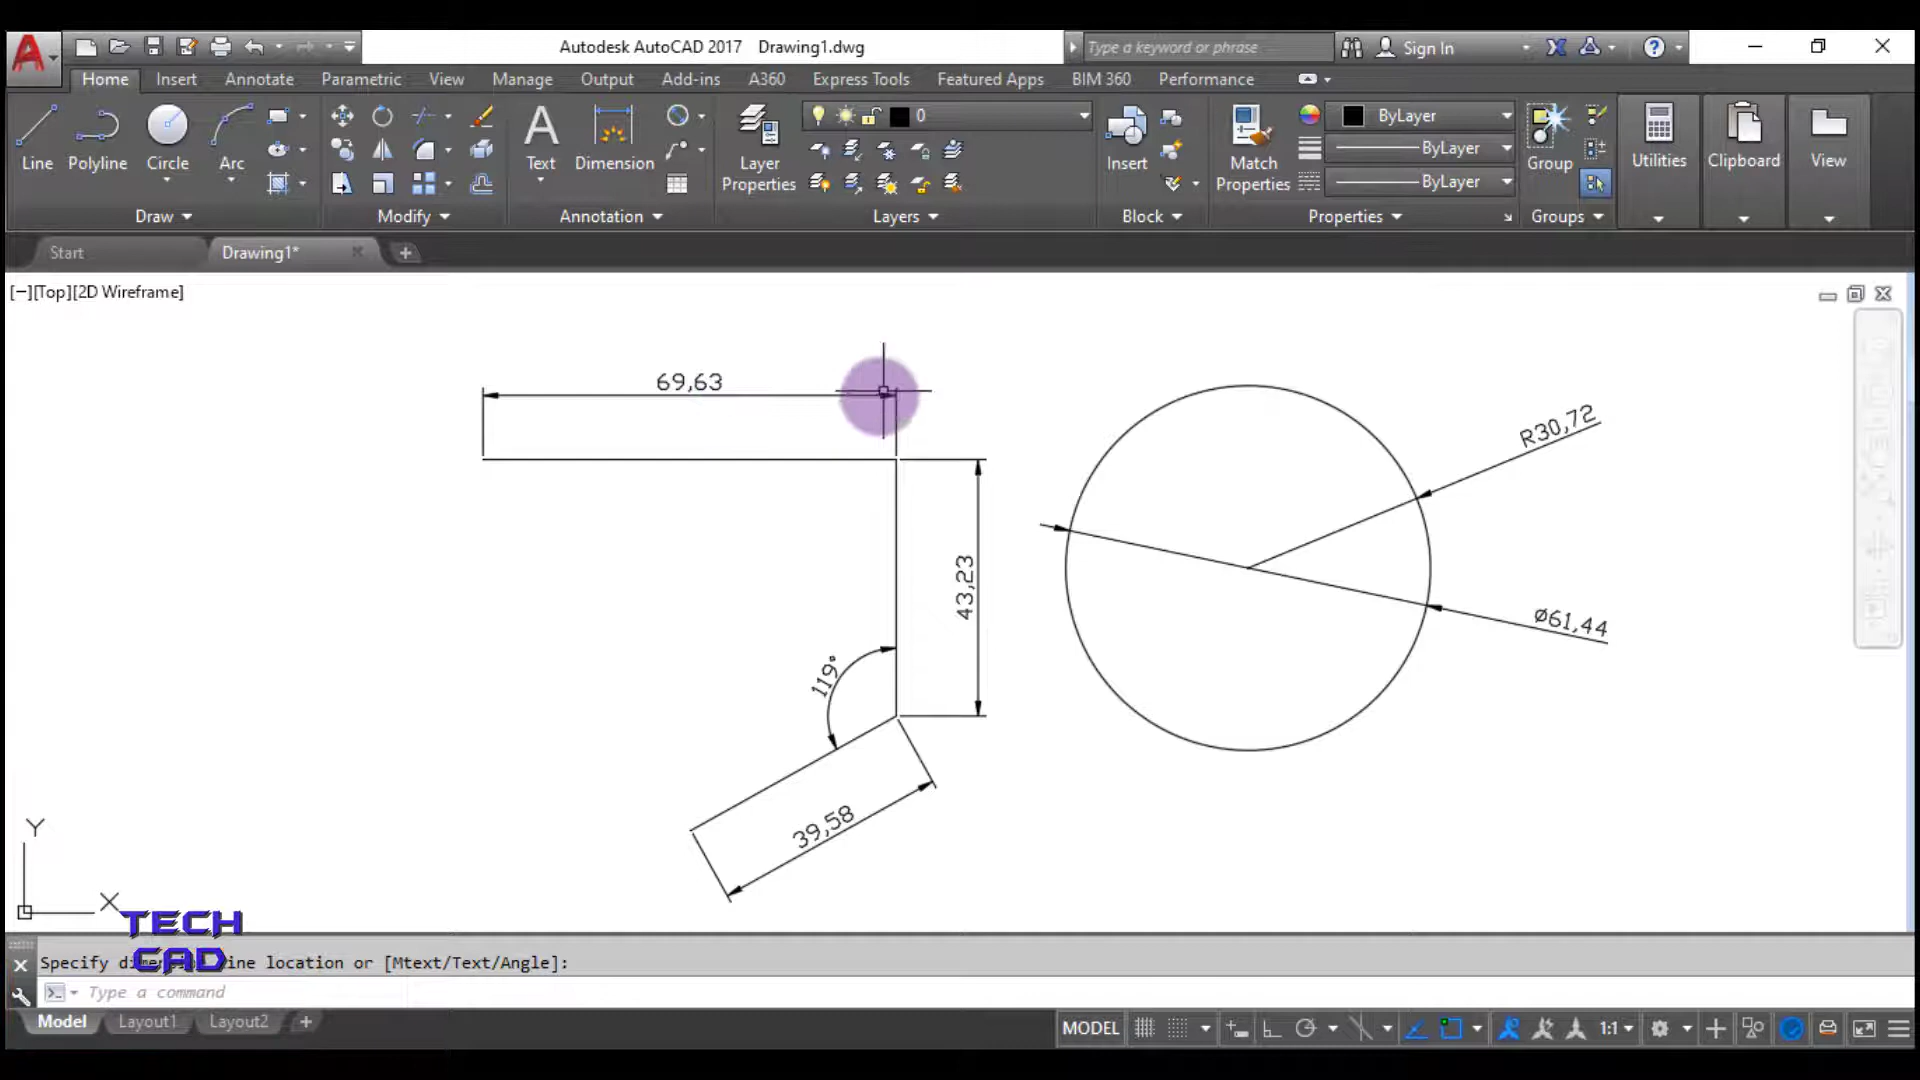 Autodesk AutoCAD 2017 Drawing1.dwg
Type a keyword or phrase
Sign In
Home Insert Annotate Parametric View Manage Output Add-ins A360 Express Tools Featured Apps BIM 360 Performance
Line
Polyline
Circle
Arc
Draw
Modify
Text
Dimension
Annotation
Layer
Properties
0
Layers
Insert
Block
Match
Properties
ByLayer
ByLayer
ByLayer
Properties
Group
Groups
Utilities
Clipboard
View
Start
Drawing1*
[−][Top][2D Wireframe]
69,63
R30,72
43,23
Ø61,44
119°
39,58
Y
X
TECH
CAD
Specify dimension line location or [Mtext/Text/Angle]:
Type a command
Model Layout1 Layout2
MODEL
1:1